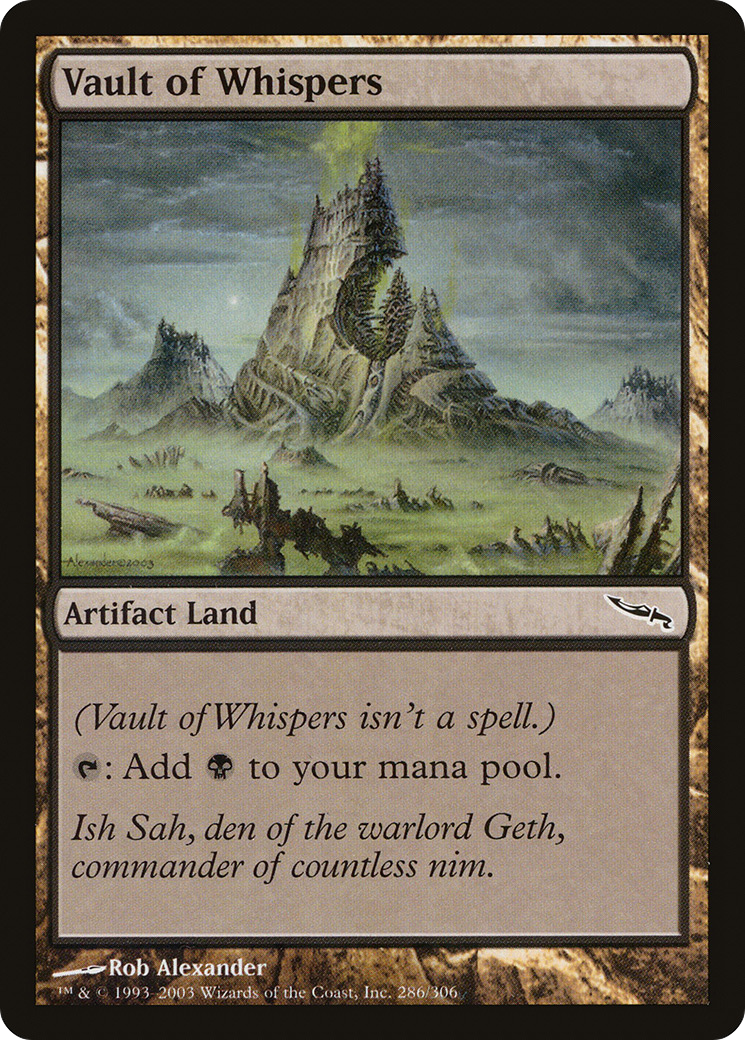 Vault of Whispers
Alexander©2003
Artifact Land
(Vault of Whispers isn't a spell.)
: Add to your mana pool.
Ish Sah, den of the warlord Geth,
commander of countless nim.
Rob Alexander
™ & © 1993–2003 Wizards of the Coast, Inc. 286/306